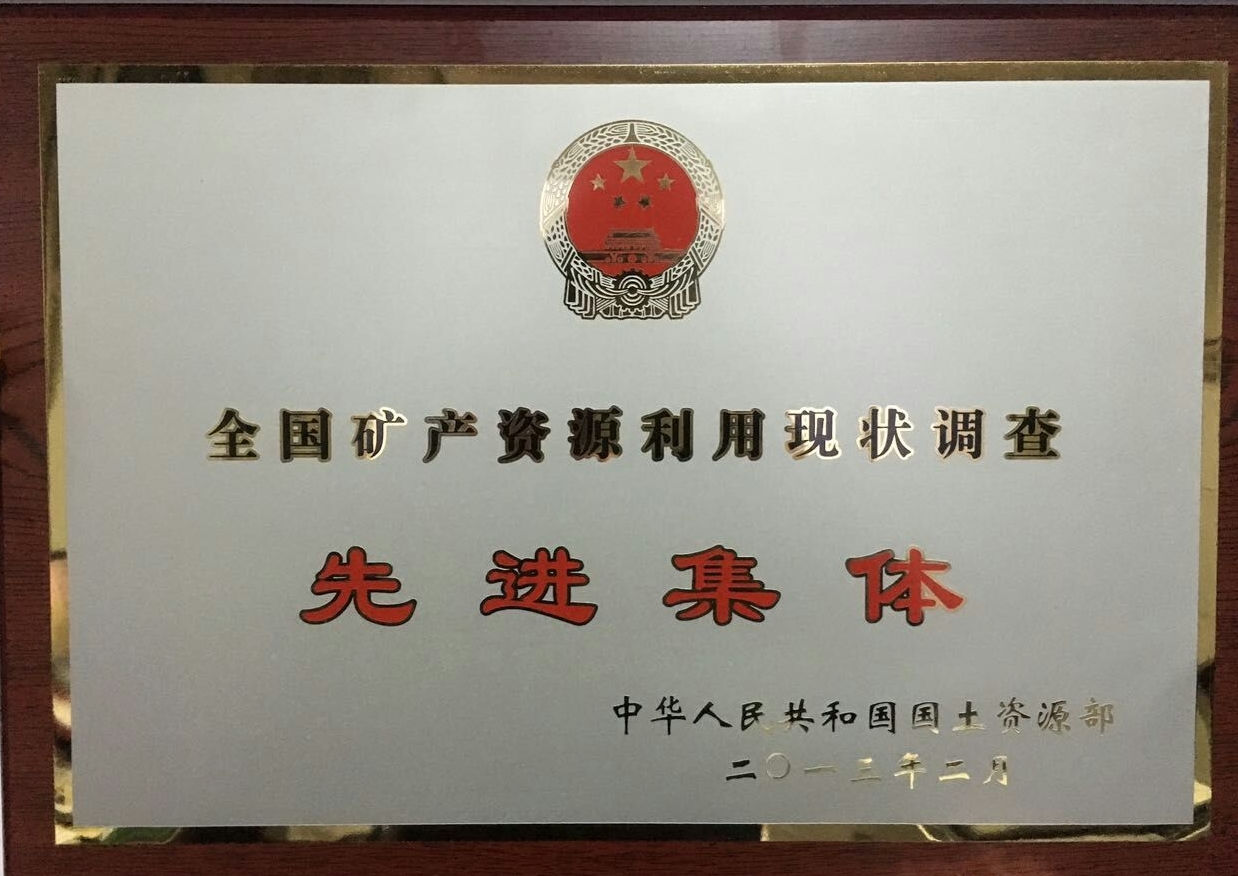 全国矿产资源利用现状调查
先进集体
中华人民共和国国土资源部
二〇一三年二月